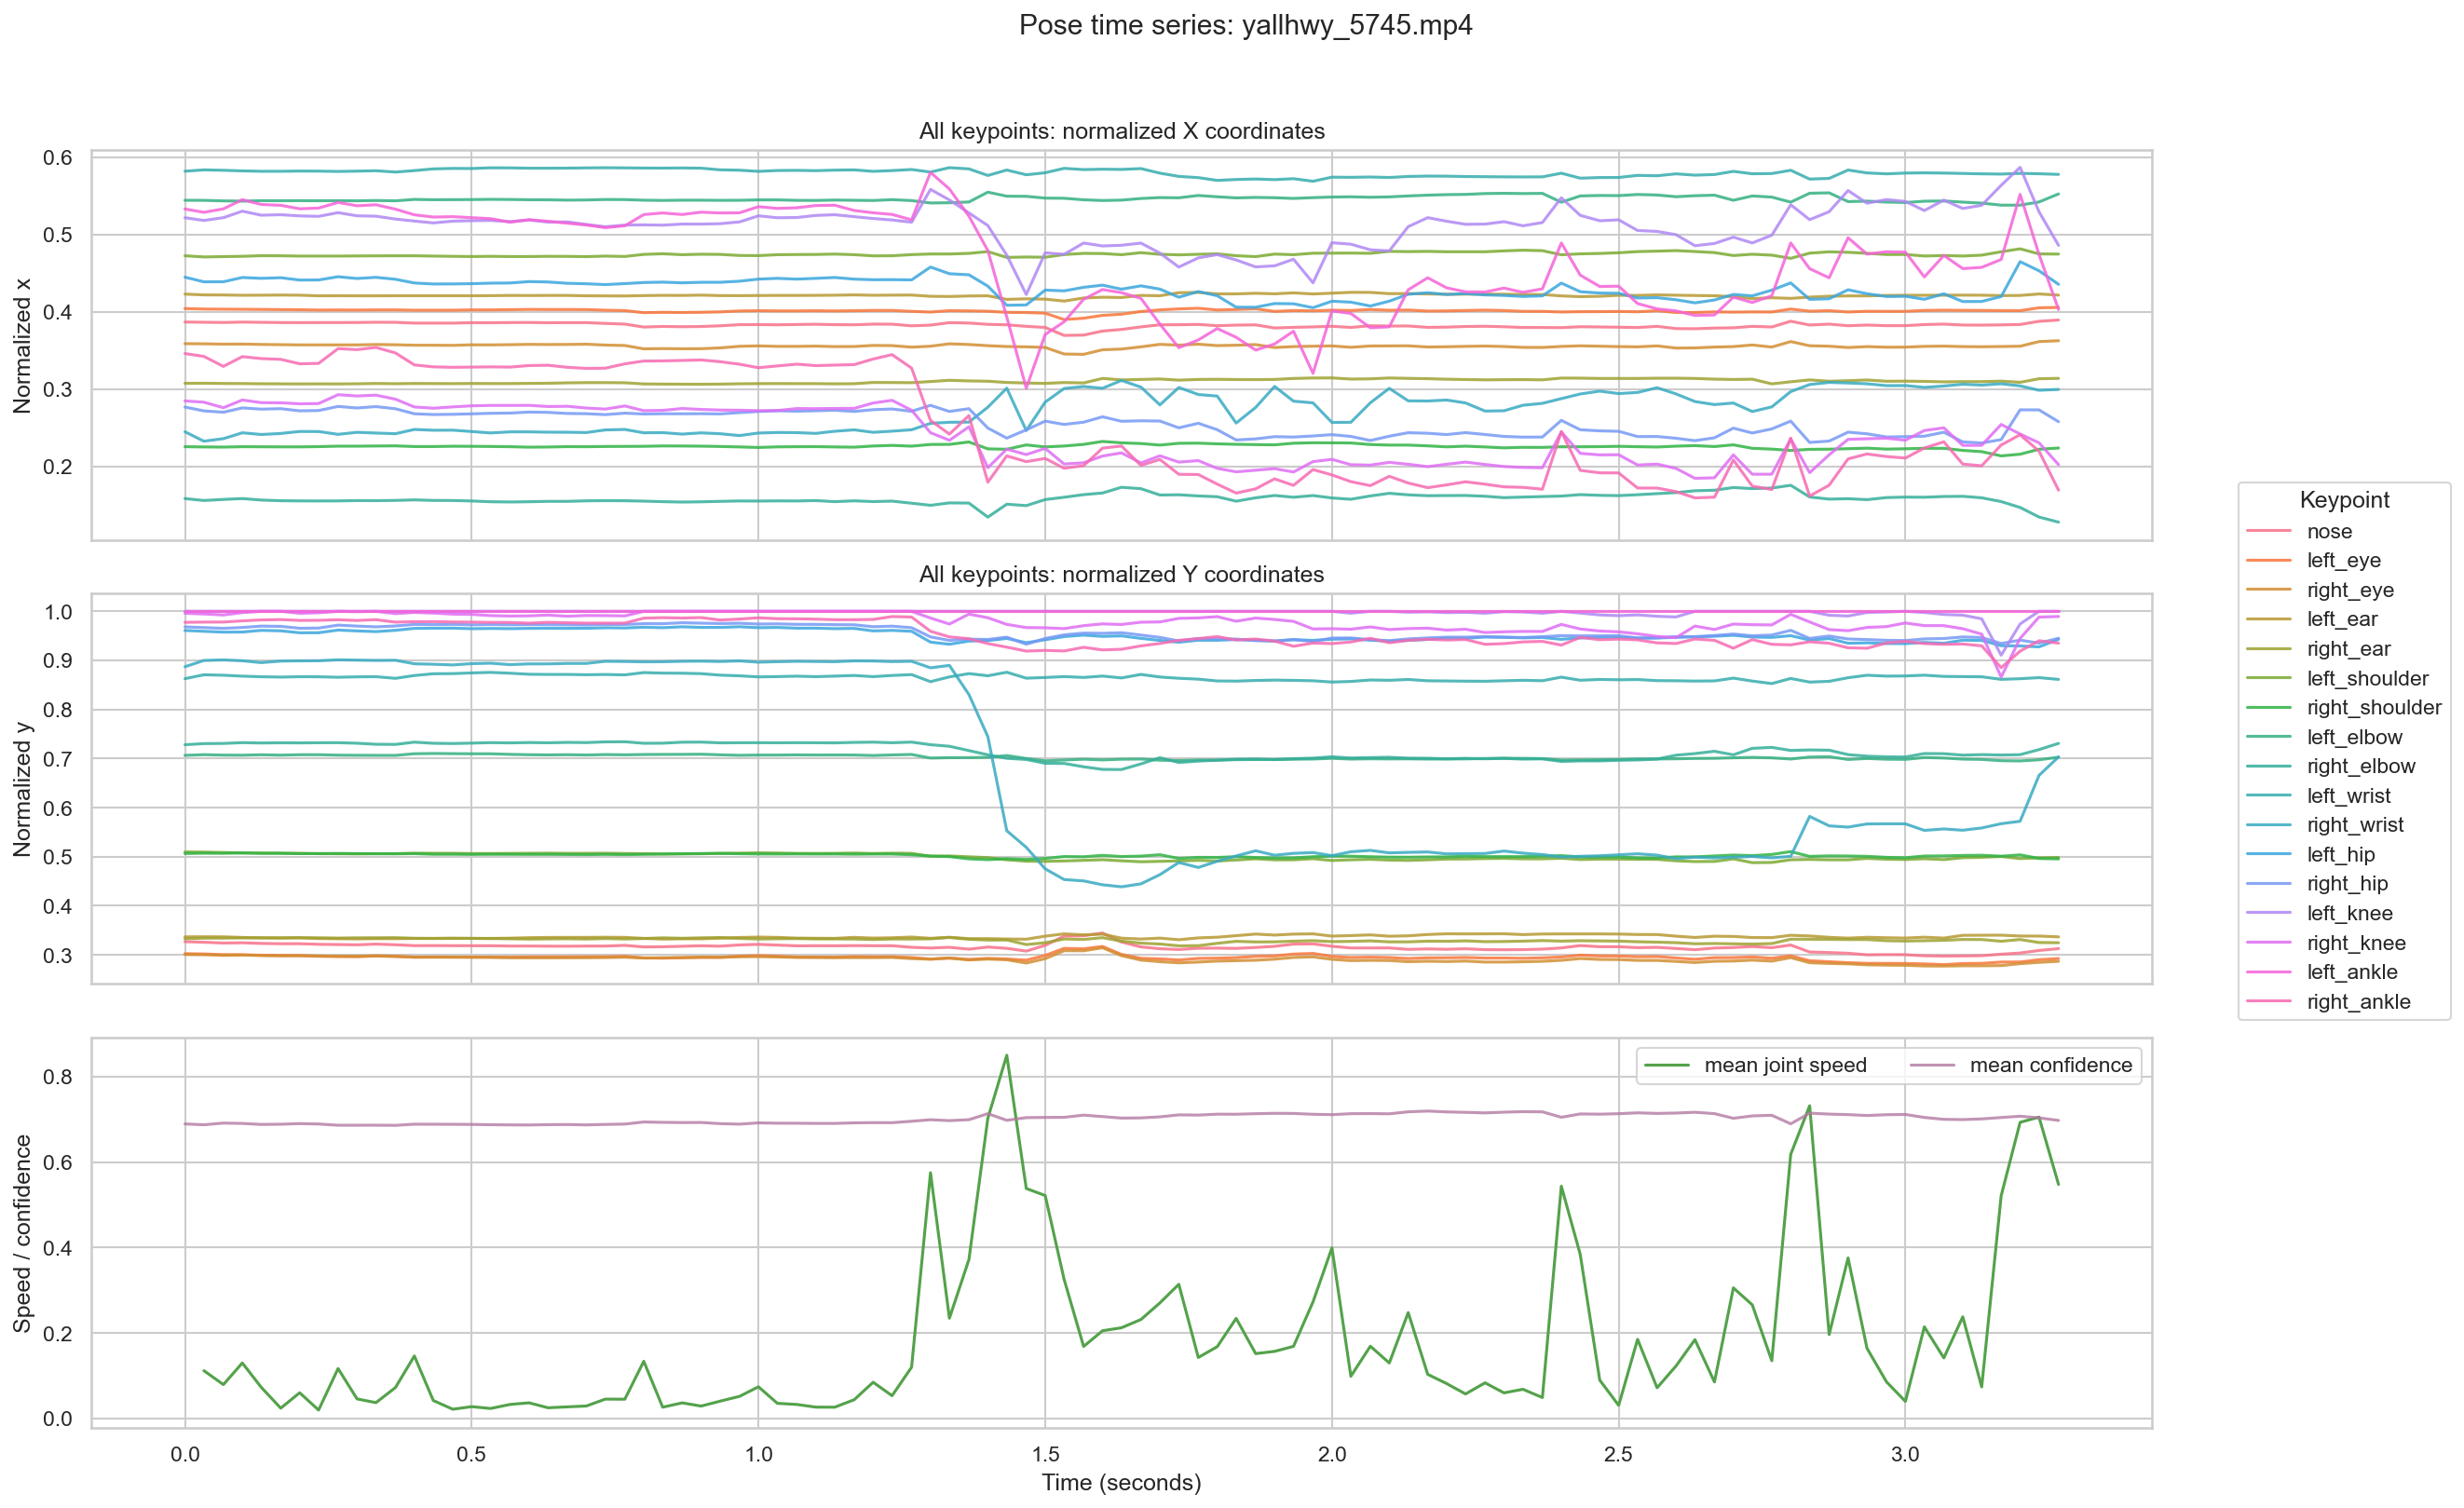 Pose time series: yallhwy_5745.mp4
All keypoints: normalized X coordinates
0.6
0.5
0.4
0.3
0.2
Normalized x
All keypoints: normalized Y coordinates
1.0
0.9
0.8
0.7
0.6
0.5
0.4
0.3
Normalized y
Keypoint
nose
left_eye
right_eye
left_ear
right_ear
left_shoulder
right_shoulder
left_elbow
right_elbow
left_wrist
right_wrist
left_hip
right_hip
left_knee
right_knee
left_ankle
right_ankle
mean joint speed mean confidence
0.8
0.6
0.4
0.2
0.0
Speed / confidence
0.0 0.5 1.0 1.5 2.0 2.5 3.0
Time (seconds)